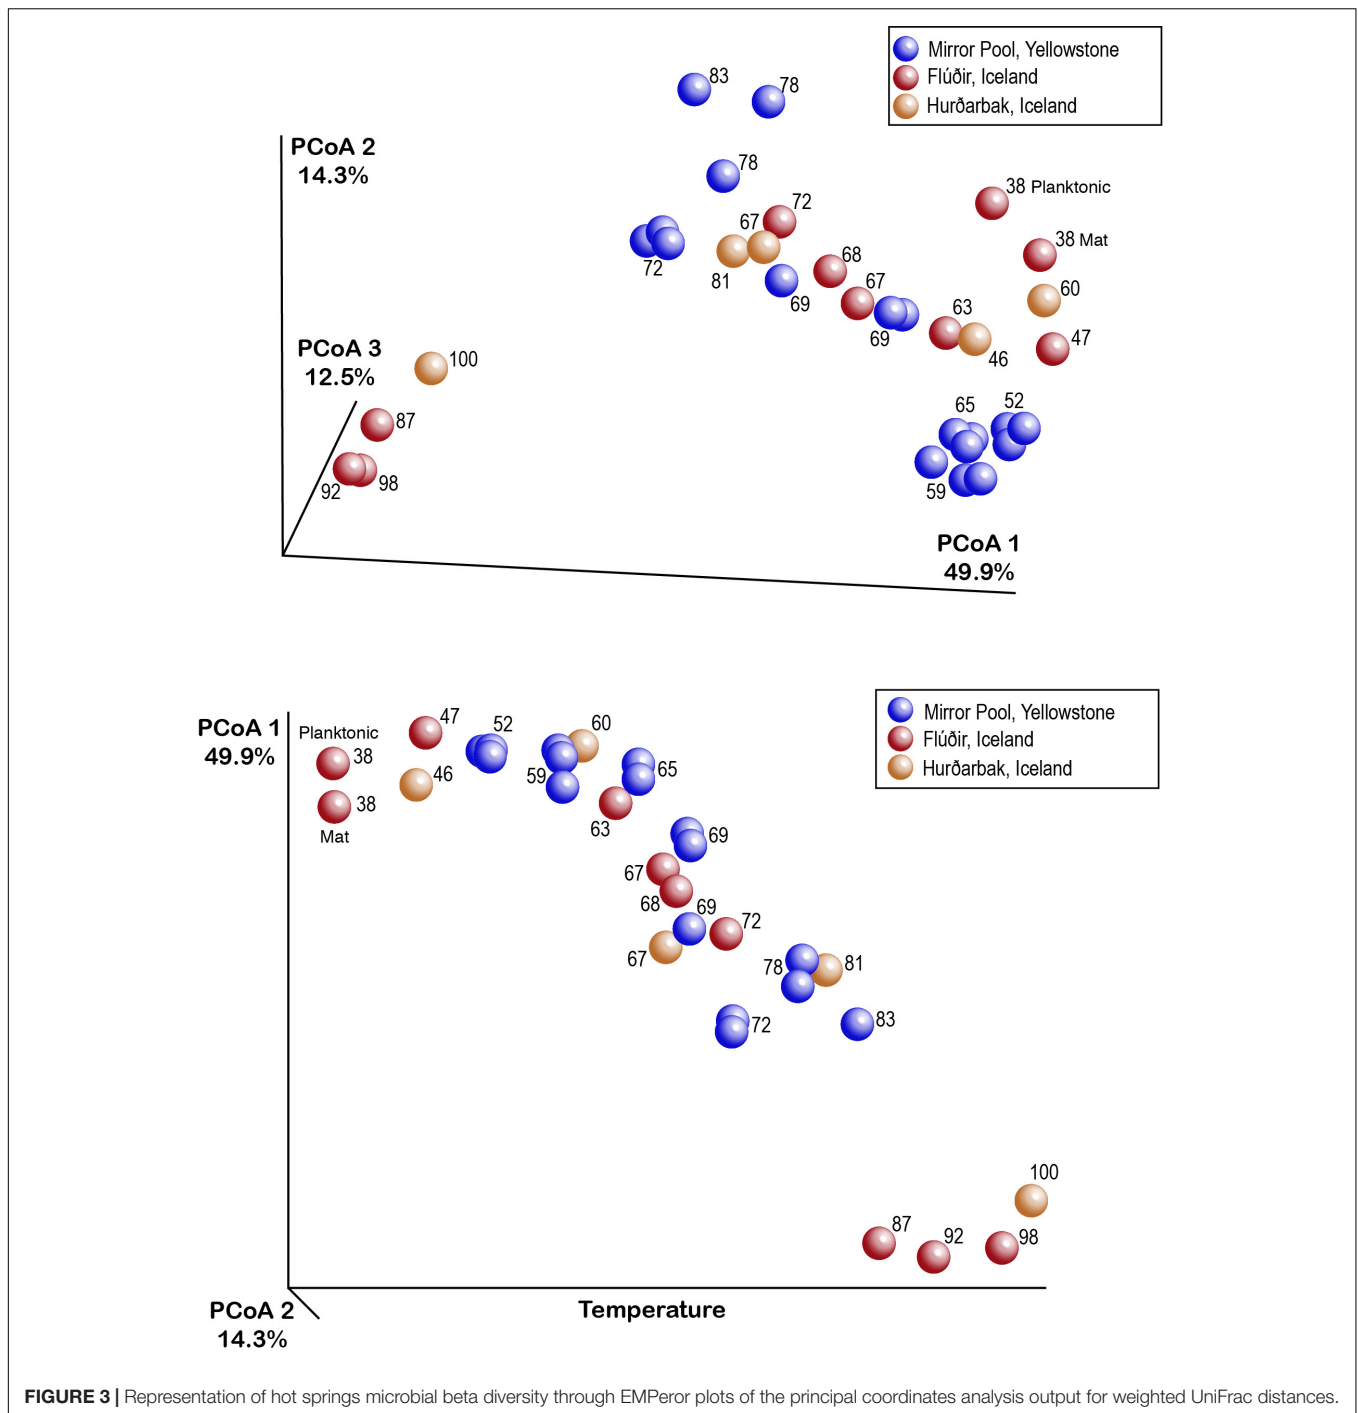 Mirror Pool, Yellowstone
Flúðir, Iceland
Hurðarbak, Iceland
83
78
PCoA 2
14.3%
78
72
67
38 Planktonic
72
81
69
68
67
69
38 Mat
60
63
46
47
PCoA 3
12.5%
100
87
92
98
65
52
59
PCoA 1
49.9%
Mirror Pool, Yellowstone
Flúðir, Iceland
Hurðarbak, Iceland
PCoA 1
49.9%
Planktonic
38
38
Mat
47
46
52
60
59
65
63
69
67
68
69
72
67
78
81
72
83
100
87
92
98
PCoA 2
14.3%
Temperature
FIGURE 3 | Representation of hot springs microbial beta diversity through EMPeror plots of the principal coordinates analysis output for weighted UniFrac distances.